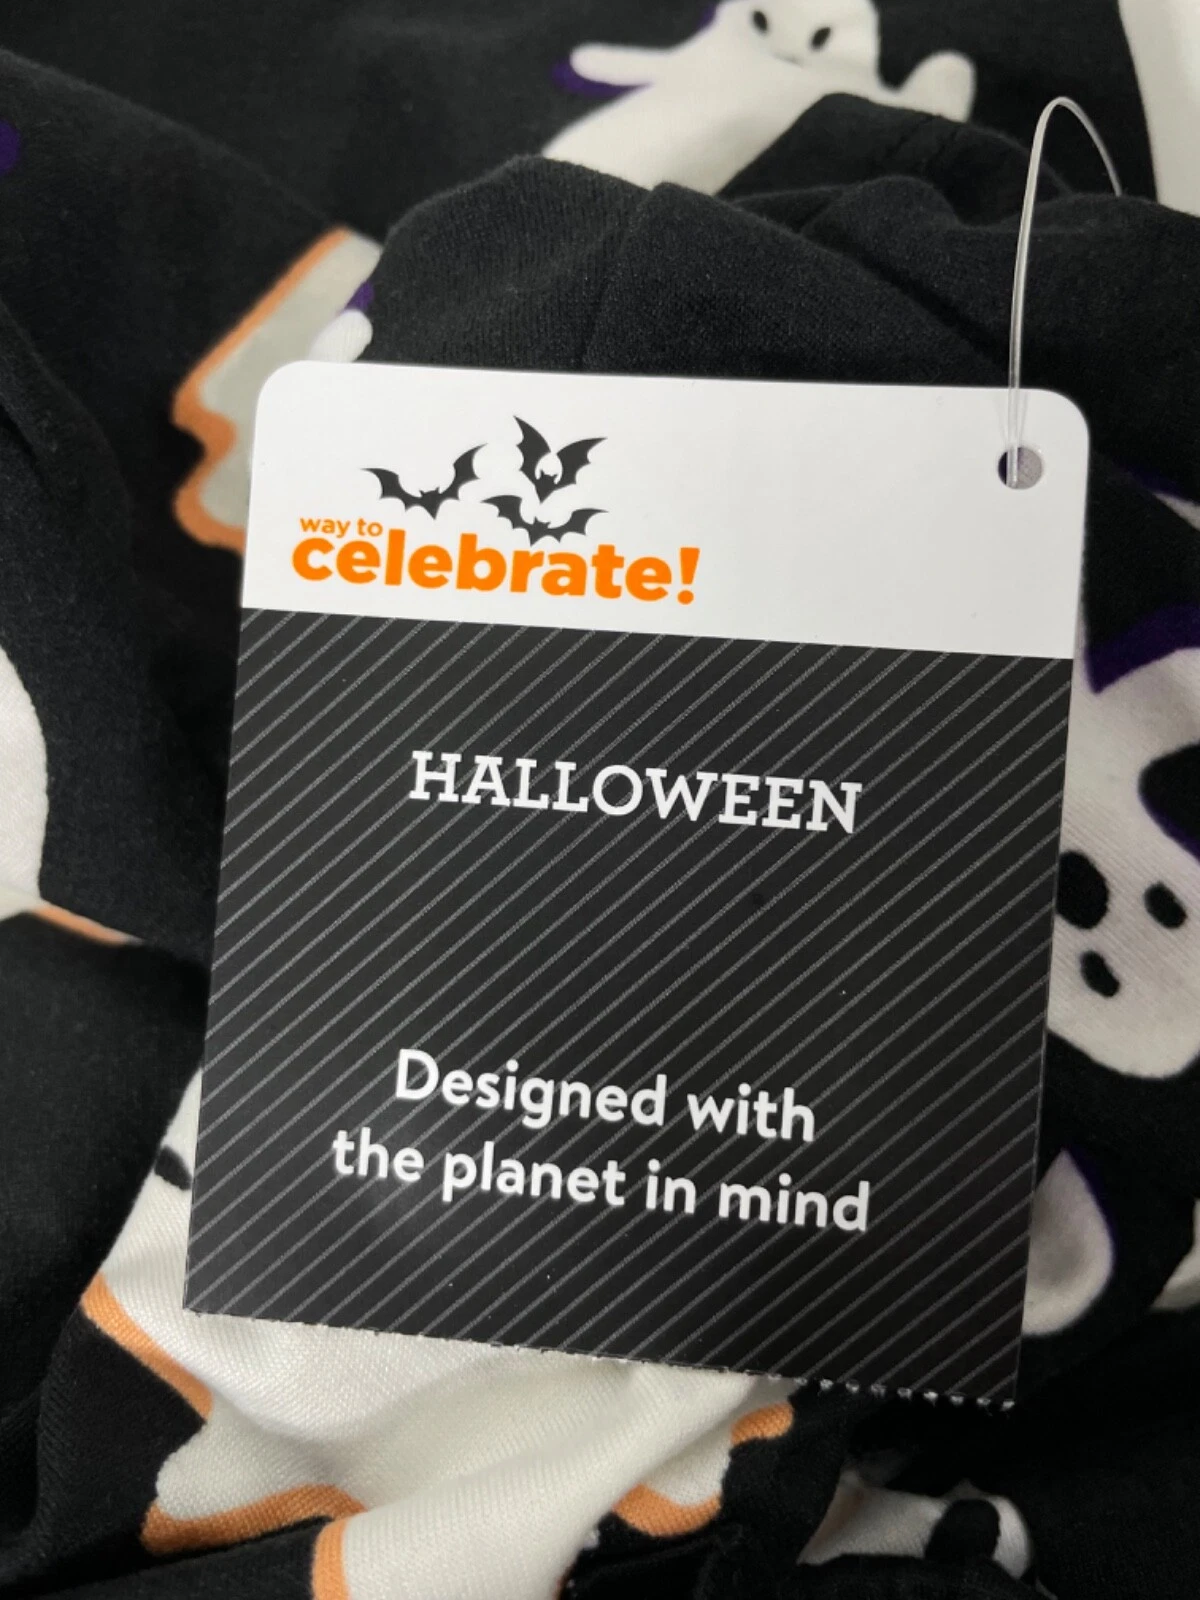 way to
celebrate!
HALLOWEEN
Designed with
the planet in mind